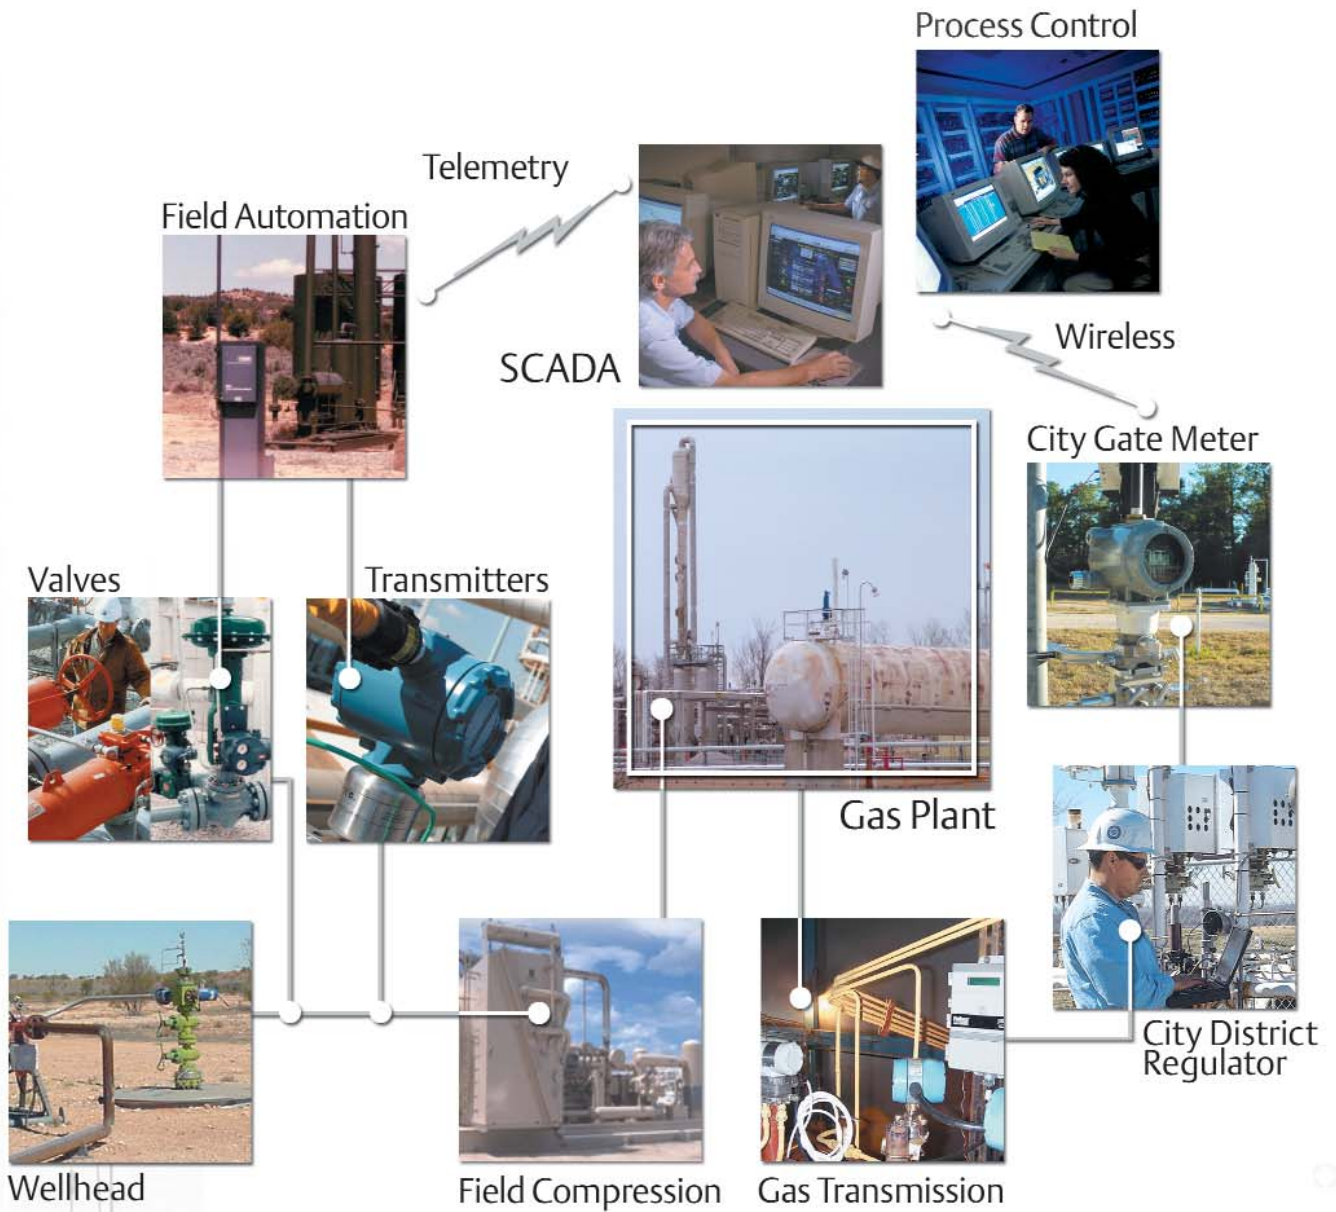 Process Control
Telemetry
Field Automation
SCADA
Wireless
City Gate Meter
Valves
Transmitters
Gas Plant
City District
Regulator
Wellhead
Field Compression
Gas Transmission